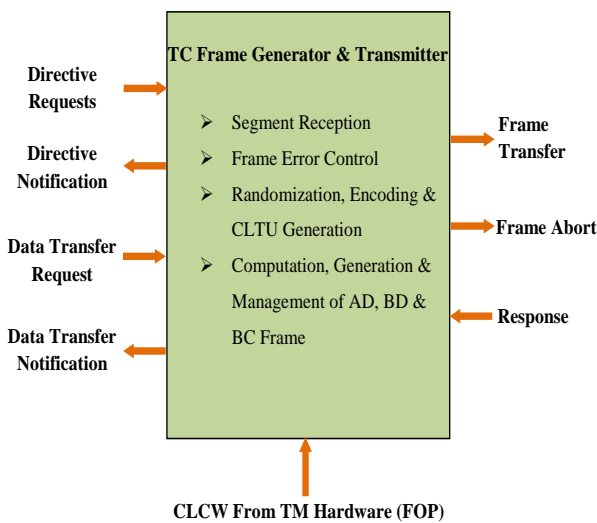 TC Frame Generator & Transmitter
Directive
Requests
Directive
Notification
Data Transfer
Request
Data Transfer
Notification
➢ Segment Reception
➢ Frame Error Control
➢ Randomization, Encoding &
CLTU Generation
➢ Computation, Generation &
Management of AD, BD &
BC Frame
Frame
Transfer
Frame Abort
Response
CLCW From TM Hardware (FOP)